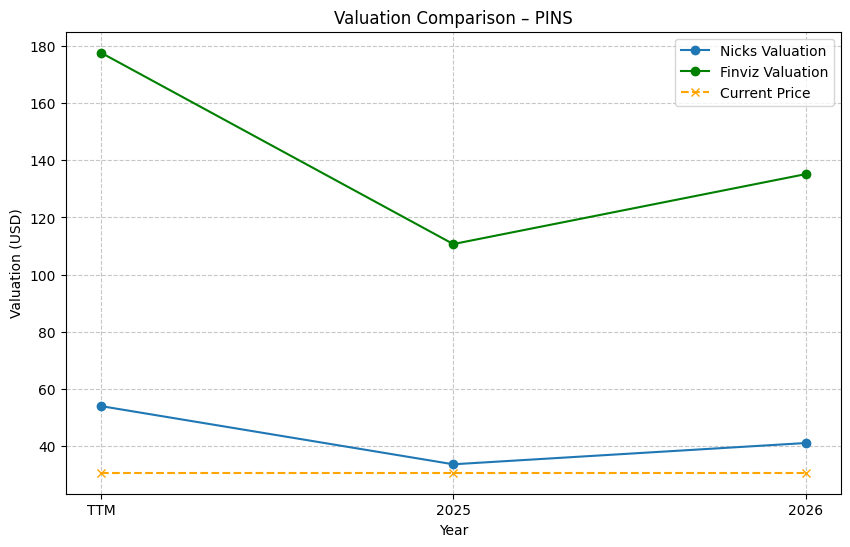 Valuation Comparison – PINS
Nicks Valuation
Finviz Valuation
Current Price
Valuation (USD)
180
160
140
120
100
80
60
40
TTM
2025
2026
Year